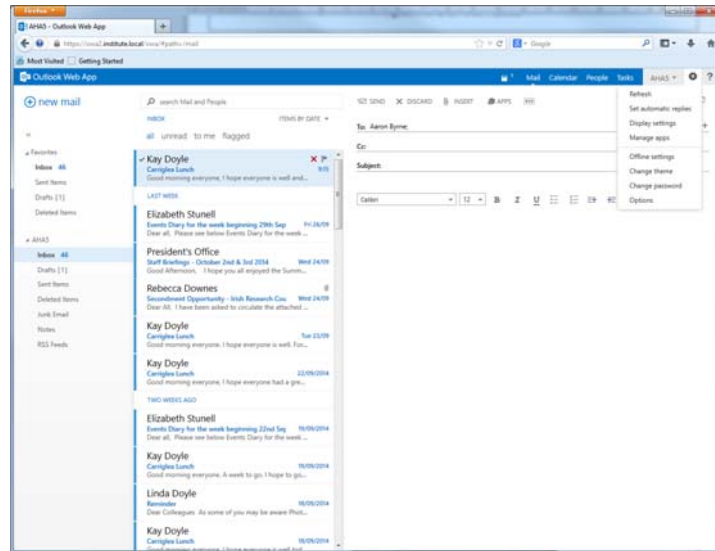 Firefox
AHAS - Outlook Web App
https://owa2.institute.local/owa/#path=/mail
Google
Most Visited Getting Started
Outlook Web App
1 Mail Calendar People Tasks AHAS ?
new mail
search Mail and People
INBOX ITEMS BY DATE
all unread to me flagged
Favorites
Inbox 46
Sent Items
Drafts [1]
Deleted Items
AHAS
Inbox 46
Drafts [1]
Sent Items
Deleted Items
Junk Email
Notes
RSS Feeds
Kay Doyle
Carriglea Lunch 9:15
Good morning everyone, I hope everyone is well and...
LAST WEEK
Elizabeth Stunell
Events Diary for the week beginning 29th Sep Fri 26/09
Dear all, Please see below Events Diary for the week ...
President's Office
Staff Briefings - October 2nd & 3rd 2014 Wed 24/09
Good Afternoon, I hope you all enjoyed the Summ...
Rebecca Downes
Secondment Opportunity - Irish Research Cou Wed 24/09
Dear All, I have been asked to circulate the attached ...
Kay Doyle
Carriglea Lunch Tue 23/09
Good morning everyone, I hope everyone is well. For...
Kay Doyle
Carriglea Lunch 22/09/2014
Good morning everyone, I hope everyone had a gre...
TWO WEEKS AGO
Elizabeth Stunell
Events Diary for the week beginning 22nd Sep 19/09/2014
Dear all, Please see below Events Diary for the week ...
Kay Doyle
Carriglea Lunch 19/09/2014
Good morning everyone. A week to go. I hope to go...
Linda Doyle
Reminder 18/09/2014
Dear Colleagues As some of you may be aware Phot...
Kay Doyle
Carriglea Lunch 18/09/2014
SEND DISCARD INSERT APPS
To: Aaron Byrne;
Cc:
Subject:
Calibri 12 B I U
Refresh
Set automatic replies
Display settings
Manage apps
Offline settings
Change theme
Change password
Options